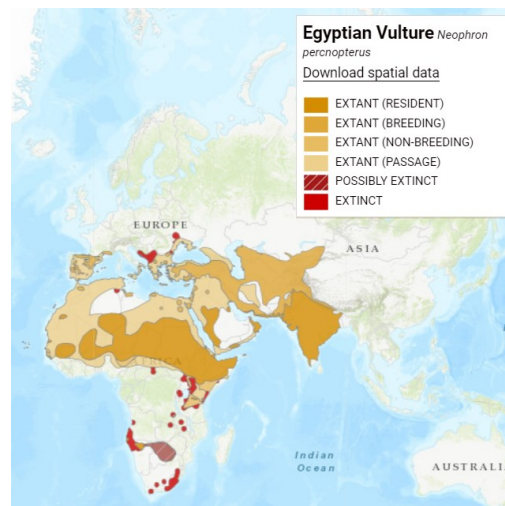 Egyptian Vulture Neophron
percnopterus
Download spatial data
EXTANT (RESIDENT)
EXTANT (BREEDING)
EXTANT (NON-BREEDING)
EXTANT (PASSAGE)
POSSIBLY EXTINCT
EXTINCT
EUROPE
ASIA
Indian
Ocean
AUSTRALI